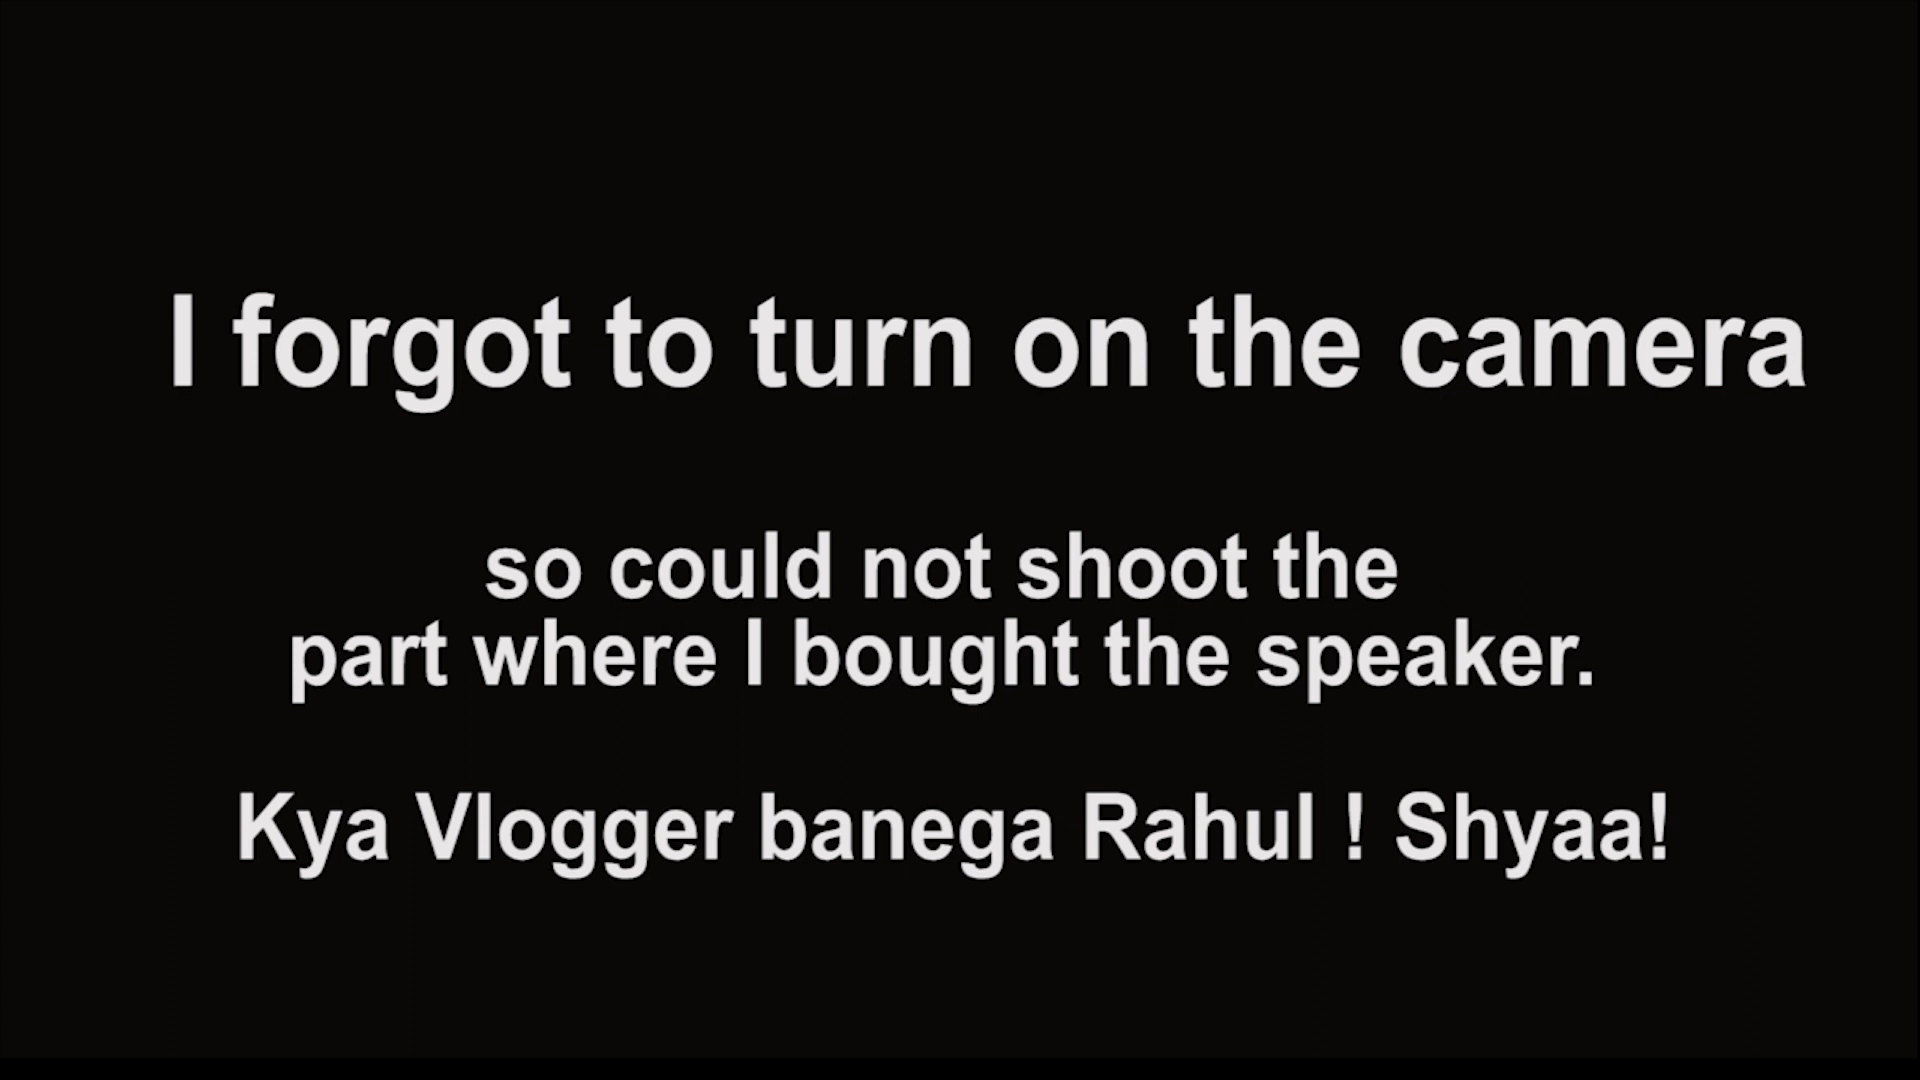 I forgot to turn on the camera
so could not shoot the
part where I bought the speaker.
Kya Vlogger banega Rahul ! Shyaa!